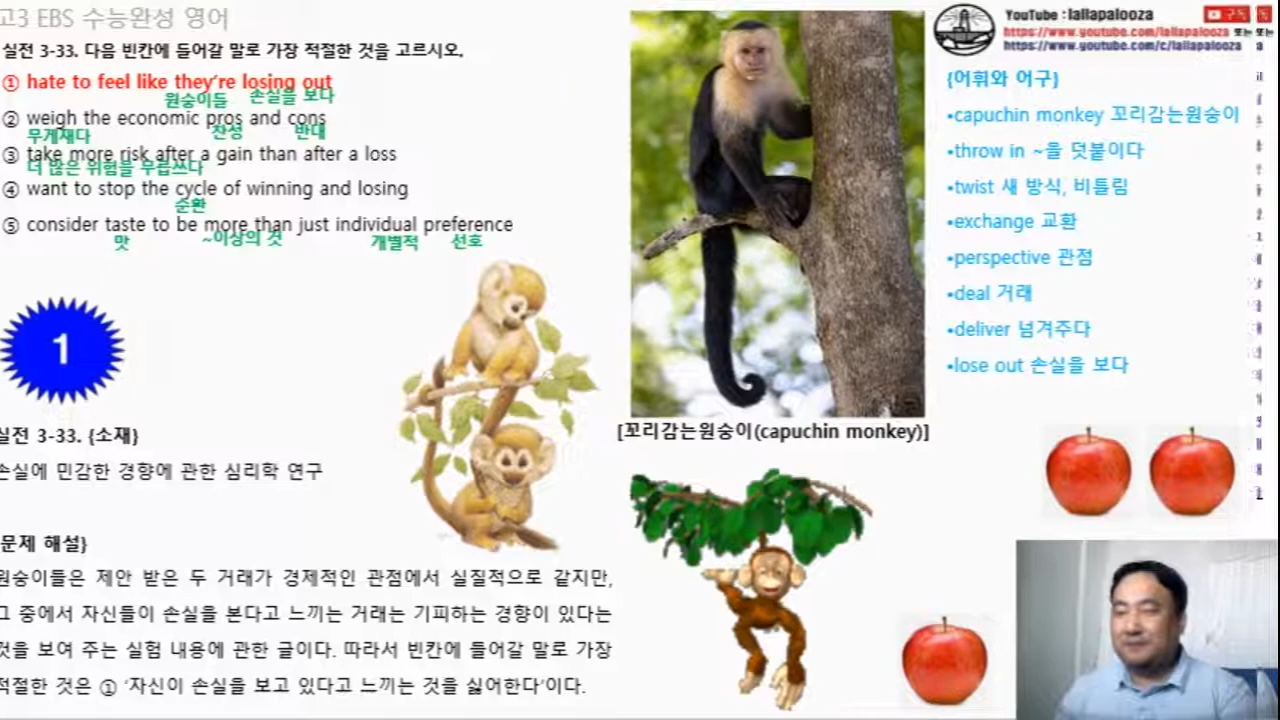 고3 EBS 수능완성 영어
실전 3-33. 다음 빈칸에 들어갈 말로 가장 적절한 것을 고르시오.
① hate to feel like they're losing out
원숭이들 손실을 보다
② weigh the economic pros and cons
무게재다 찬성 반대
③ take more risk after a gain than after a loss
더 많은 위험을 무릅쓰다
④ want to stop the cycle of winning and losing
순환
⑤ consider taste to be more than just individual preference
맛 ~이상의 것 개별적 선호
1
실전 3-33. {소재}
손실에 민감한 경향에 관한 심리학 연구
문제 해설}
원숭이들은 제안 받은 두 거래가 경제적인 관점에서 실질적으로 같지만,
그 중에서 자신들이 손실을 본다고 느끼는 거래는 기피하는 경향이 있다는
것을 보여 주는 실험 내용에 관한 글이다. 따라서 빈칸에 들어갈 말로 가장
적절한 것은 ① '자신이 손실을 보고 있다고 느끼는 것을 싫어한다'이다.
[꼬리감는원숭이(capuchin monkey)]
YouTube : lallapalooza
구독
https://www.youtube.com/lallapalooza 또는
https://www.youtube.com/c/lallapalooza
{어휘와 어구}
•capuchin monkey 꼬리감는원숭이
•throw in ~을 덧붙이다
•twist 새 방식, 비틀림
•exchange 교환
•perspective 관점
•deal 거래
•deliver 넘겨주다
•lose out 손실을 보다